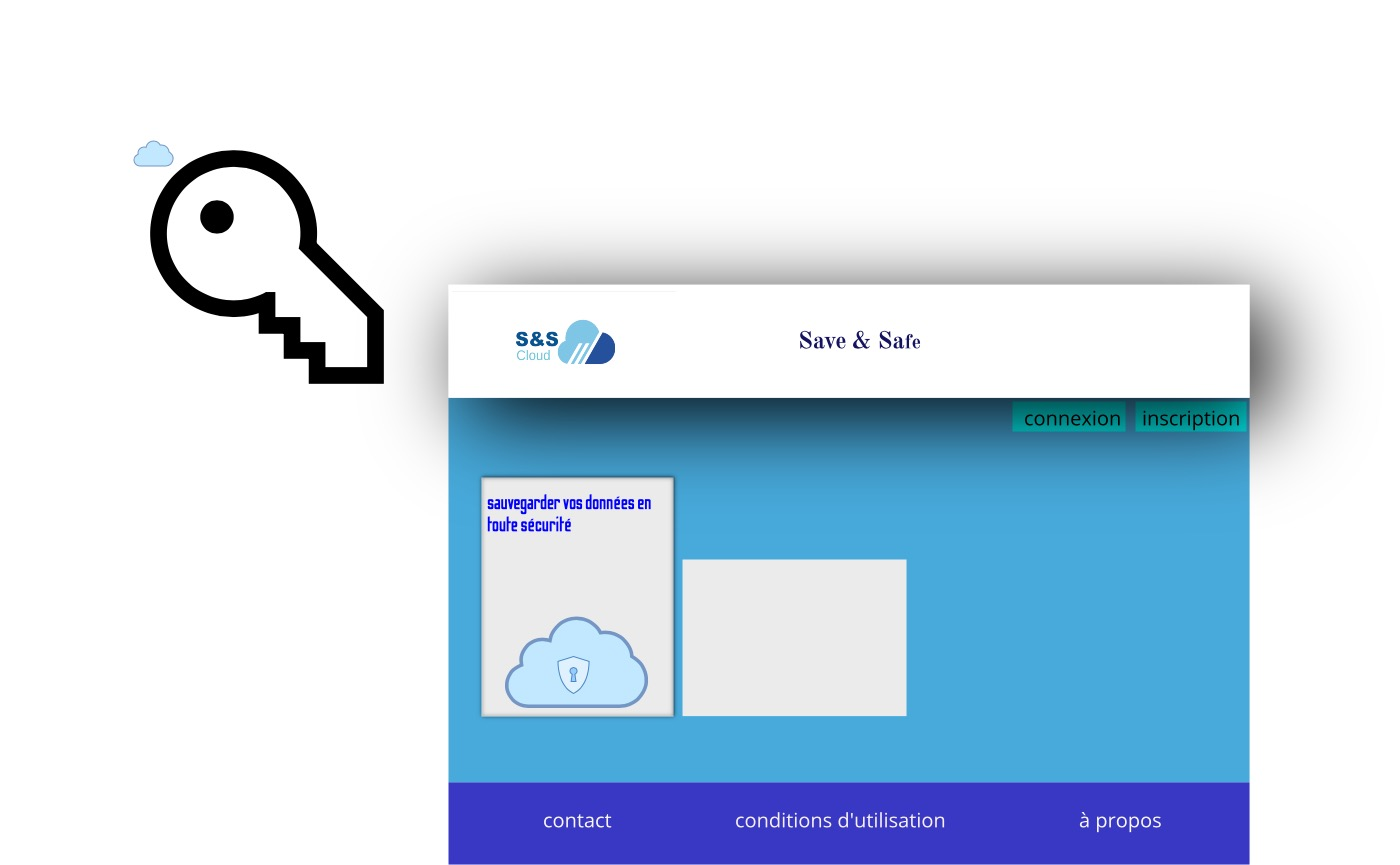 S&S
Cloud
Save & Safe
connexion
inscription
sauvegarder vos données en
toute sécurité
contact
conditions d'utilisation
à propos